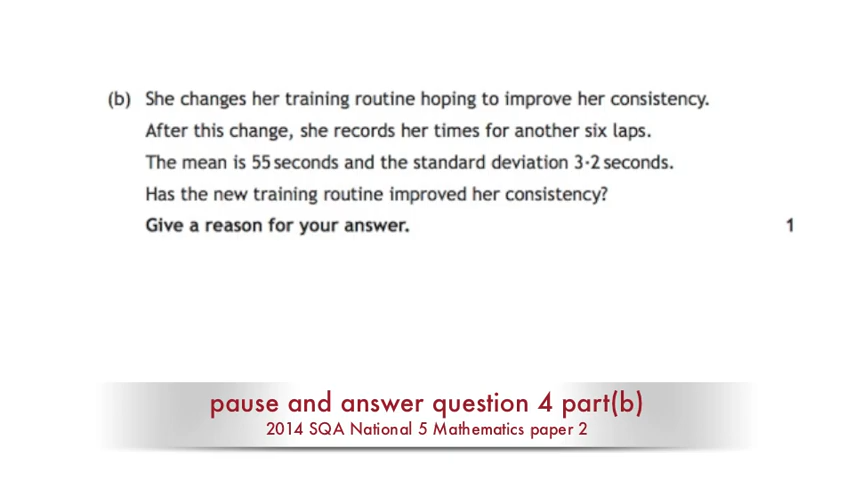 (b) She changes her training routine hoping to improve her consistency.
After this change, she records her times for another six laps.
The mean is 55 seconds and the standard deviation 3·2 seconds.
Has the new training routine improved her consistency?
Give a reason for your answer. 1
pause and answer question 4 part(b)
2014 SQA National 5 Mathematics paper 2